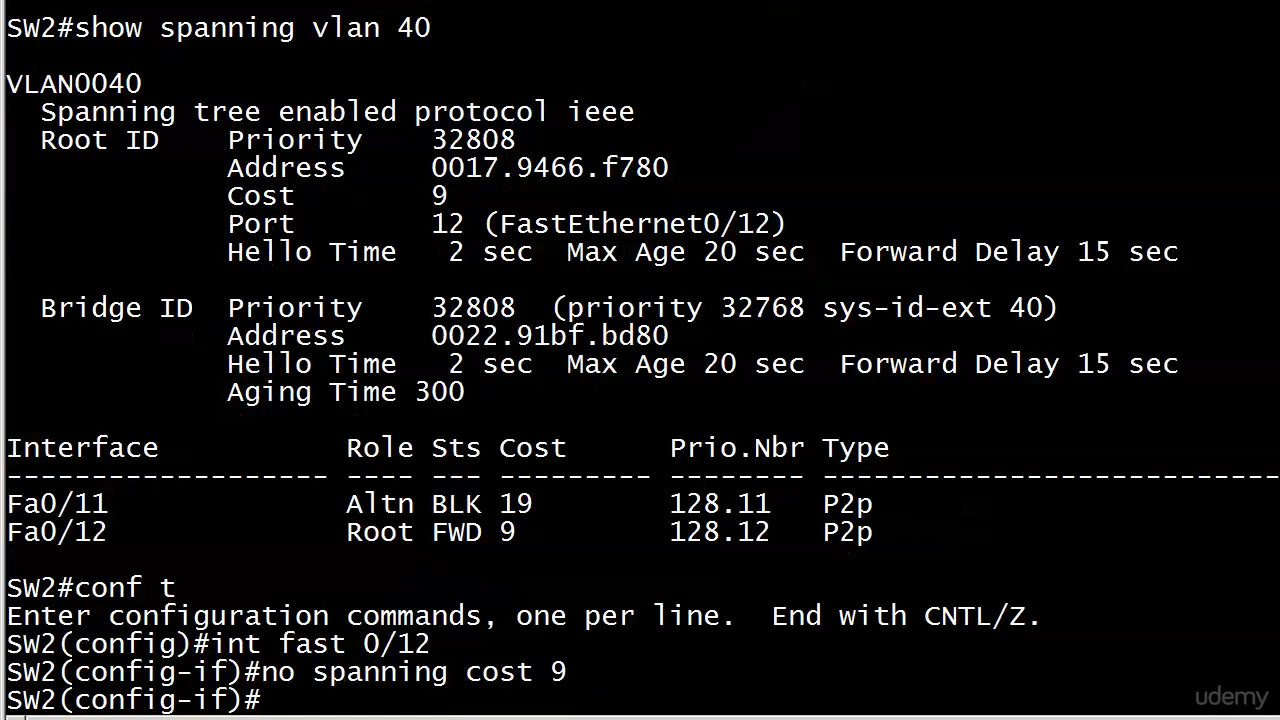 SW2#show spanning vlan 40
VLAN0040
Spanning tree enabled protocol ieee
Root ID Priority 32808
Address 0017.9466.f780
Cost 9
Port 12 (FastEthernet0/12)
Hello Time 2 sec Max Age 20 sec Forward Delay 15 sec
Bridge ID Priority 32808 (priority 32768 sys-id-ext 40)
Address 0022.91bf.bd80
Hello Time 2 sec Max Age 20 sec Forward Delay 15 sec
Aging Time 300
Interface Role Sts Cost Prio.Nbr Type
------------------- ---- --- --------- -------- ---------------------------
Fa0/11 Altn BLK 19 128.11 P2p
Fa0/12 Root FWD 9 128.12 P2p
SW2#conf t
Enter configuration commands, one per line. End with CNTL/Z.
SW2(config)#int fast 0/12
SW2(config-if)#no spanning cost 9
SW2(config-if)#
udemy